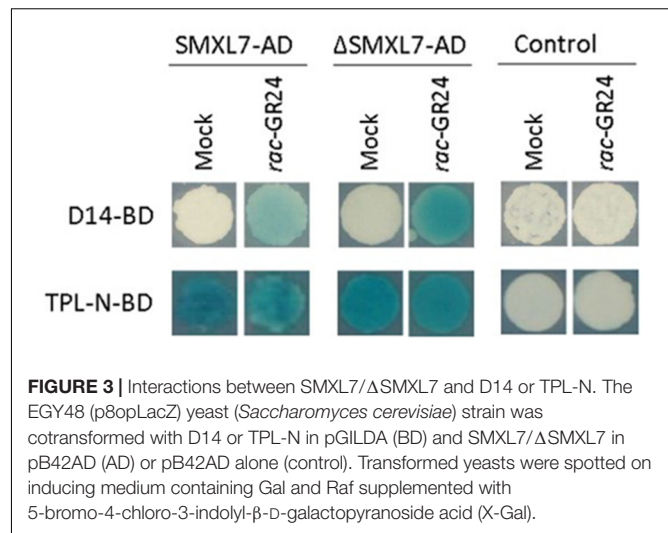 SMXL7-AD ΔSMXL7-AD Control
Mock rac-GR24 Mock rac-GR24 Mock rac-GR24
D14-BD
TPL-N-BD
FIGURE 3 | Interactions between SMXL7/ΔSMXL7 and D14 or TPL-N. The
EGY48 (p8opLacZ) yeast (Saccharomyces cerevisiae) strain was
cotransformed with D14 or TPL-N in pGILDA (BD) and SMXL7/ΔSMXL7 in
pB42AD (AD) or pB42AD alone (control). Transformed yeasts were spotted on
inducing medium containing Gal and Raf supplemented with
5-bromo-4-chloro-3-indolyl-β-D-galactopyranoside acid (X-Gal).